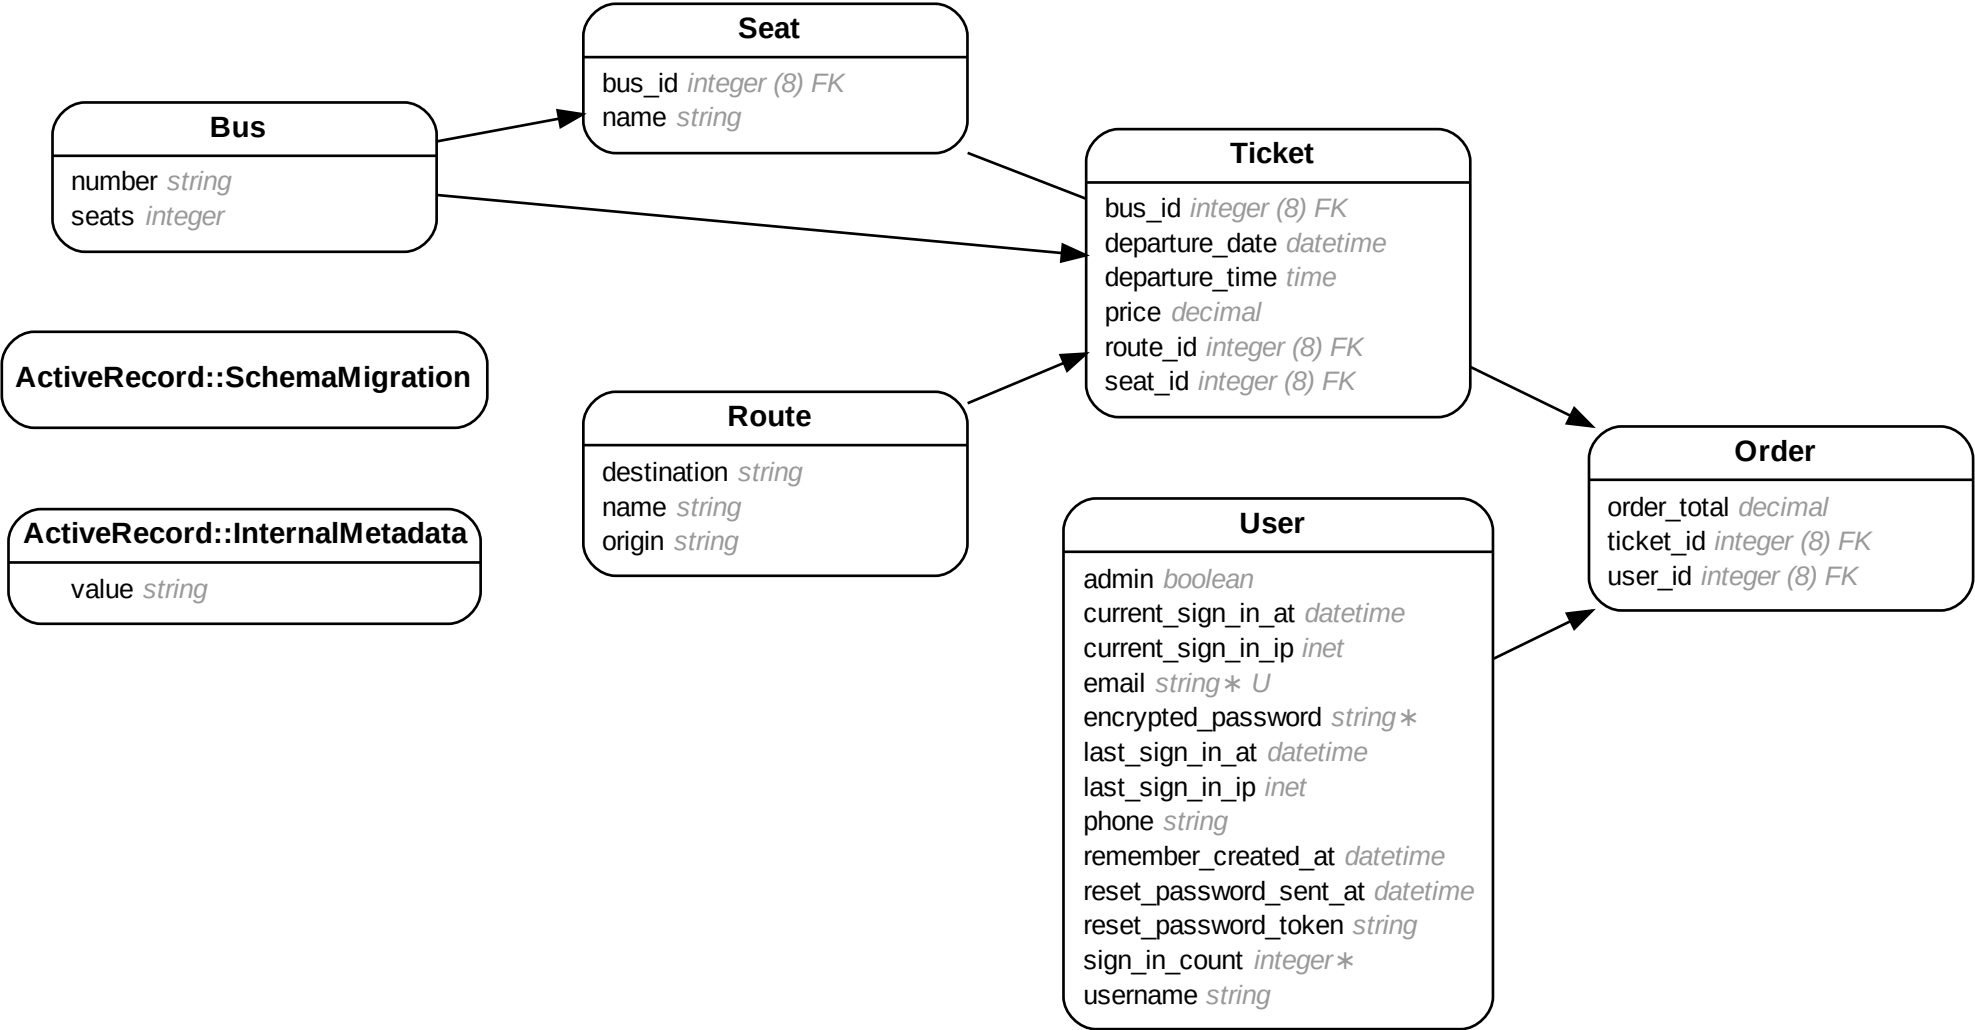 Seat
bus_id integer (8) FK
name string
Bus
number string
seats integer
Ticket
bus_id integer (8) FK
departure_date datetime
departure_time time
price decimal
route_id integer (8) FK
seat_id integer (8) FK
ActiveRecord::SchemaMigration
Route
destination string
name string
origin string
Order
order_total decimal
ticket_id integer (8) FK
user_id integer (8) FK
ActiveRecord::InternalMetadata
value string
User
admin boolean
current_sign_in_at datetime
current_sign_in_ip inet
email string∗ U
encrypted_password string∗
last_sign_in_at datetime
last_sign_in_ip inet
phone string
remember_created_at datetime
reset_password_sent_at datetime
reset_password_token string
sign_in_count integer∗
username string